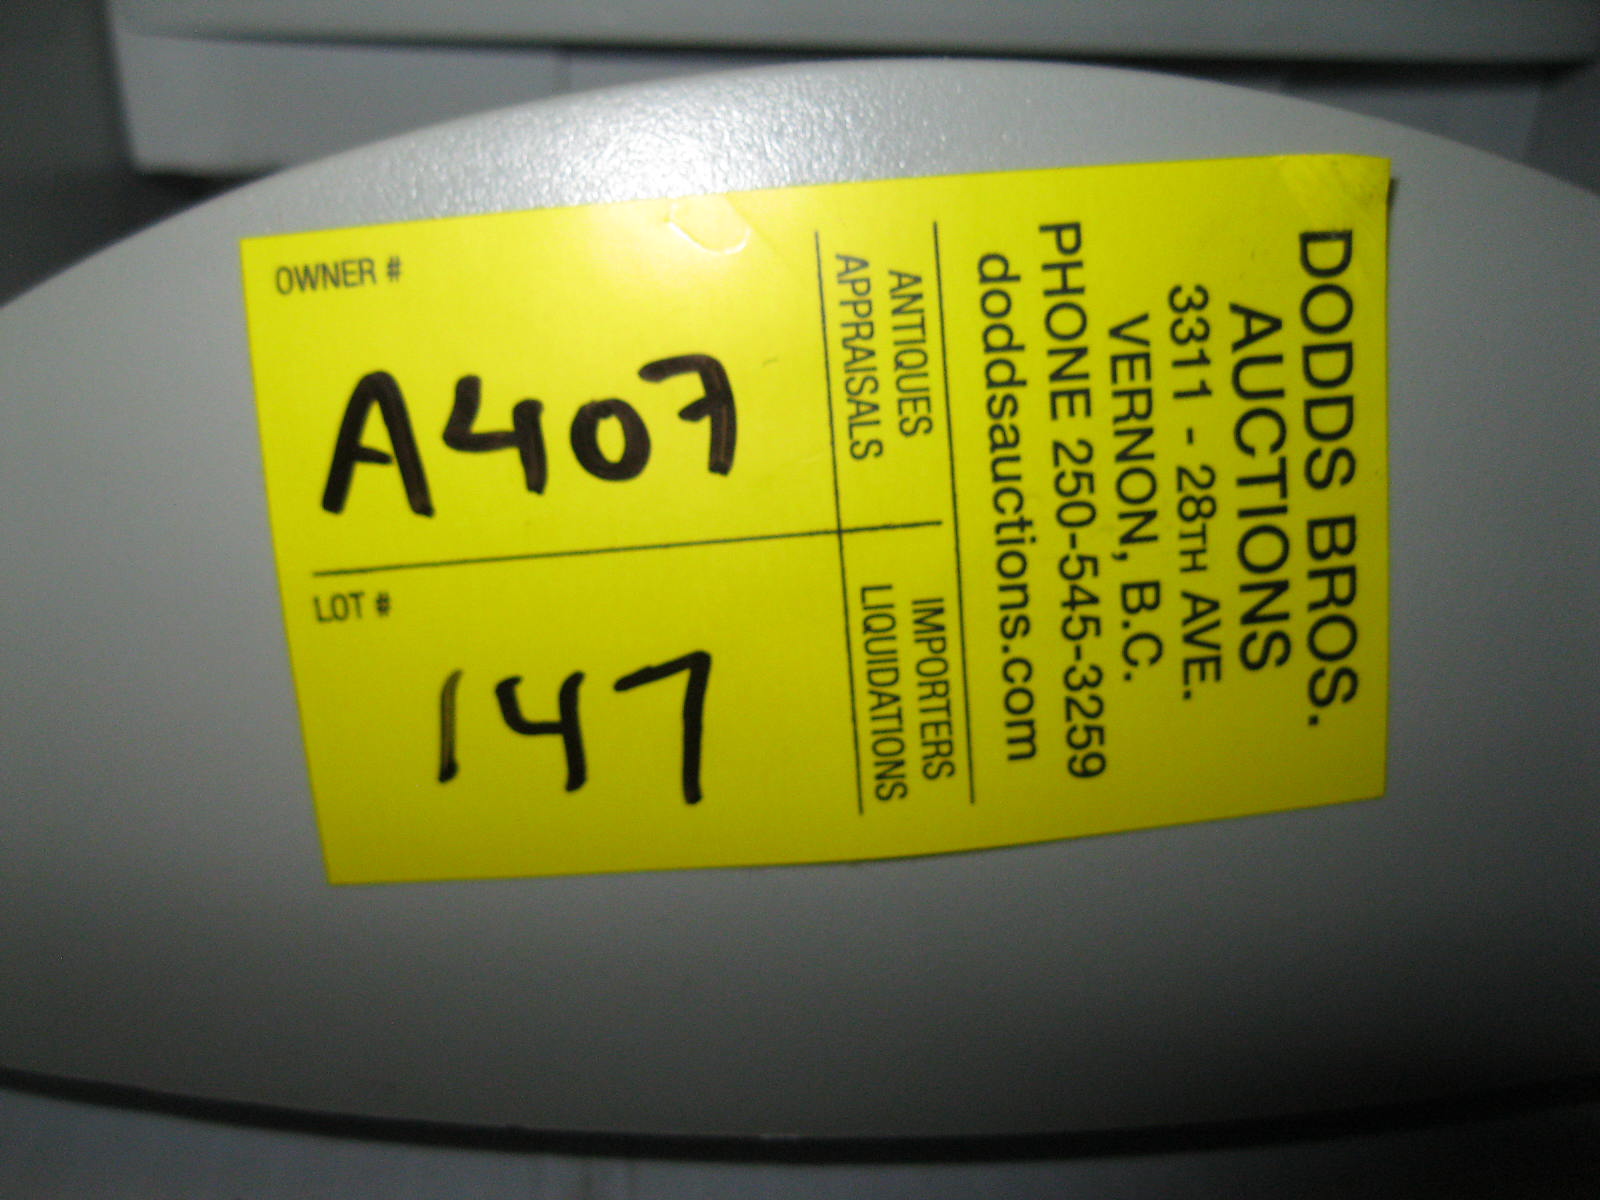 DODDS BROS.
AUCTIONS
3311 - 28TH AVE.
VERNON, B.C.
PHONE 250-545-3259
doddsauctions.com
ANTIQUES
APPRAISALS
IMPORTERS
LIQUIDATIONS
OWNER #
A407
LOT #
147